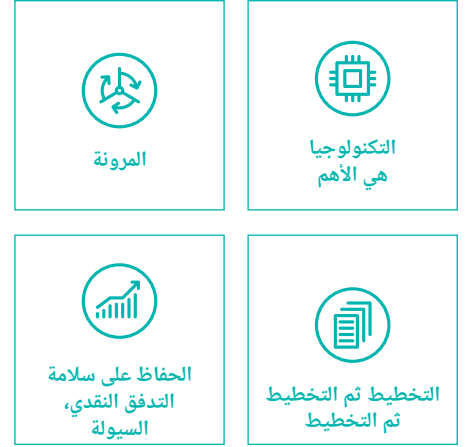 التكنولوجيا
هي الأهم
المرونة
التخطيط ثم التخطيط
ثم التخطيط
الحفاظ على سلامة
التدفق النقدي،
السيولة